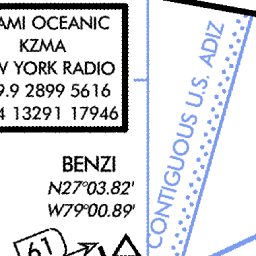 AMI OCEANIC
KZMA
W YORK RADIO
9.9 2899 5616
4 13291 17946
BENZI
N27°03.82'
W79°00.89'
61
CONTIGUOUS U.S. ADIZ